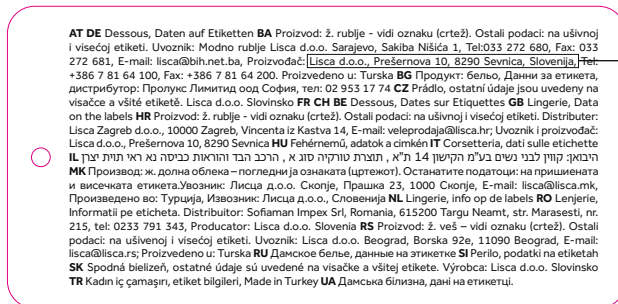 AT DE Dessous, Daten auf Etiketten BA Proizvod: ž. rublje - vidi oznaku (crtež). Ostali podaci: na ušivnoj
i visećoj etiketi. Uvoznik: Modno rublje Lisca d.o.o. Sarajevo, Sakiba Nišića 1, Tel:033 272 680, Fax: 033
272 681, E-mail: lisca@bih.net.ba, Proizvođač: Lisca d.o.o., Prešernova 10, 8290 Sevnica, Slovenija, Tel:
+386 7 81 64 100, Fax: +386 7 81 64 200. Proizvedeno u: Turska BG Продукт: бельо, Данни за етикета,
дистрибутор: Пролукс Лимитид оод София, тел: 02 953 17 74 CZ Prádlo, ostatní údaje jsou uvedeny na
visačce a všité etiketě. Lisca d.o.o. Slovinsko FR CH BE Dessous, Dates sur Etiquettes GB Lingerie, Data
on the labels HR Proizvod: ž. rublje - vidi oznaku (crtež). Ostali podaci: na ušivnoj i visećoj etiketi. Distributer:
Lisca Zagreb d.o.o., 10000 Zagreb, Vincenta iz Kastva 14, E-mail: veleprodaja@lisca.hr; Uvoznik i proizvođač:
Lisca d.o.o., Prešernova 10, 8290 Sevnica HU Fehérnemű, adatok a cimkén IT Corsetteria, dati sulle etichette
IL היבואן: קווין לבני נשים בע"מ הקישון 14 ת"א , תוצרת טורקיה סוג א , הרכב הבד והוראות כביסה נא ראי תוית יצרן
MK Производ: ж. долна облека – погледни ја ознаката (цртежот). Останатите податоци: на пришиената
и висечката етикета.Увозник: Лисца д.о.о. Скопје, Прашка 23, 1000 Скопје, E-mail: lisca@lisca.mk,
Произведено во: Турција, Извозник: Лисца д.о.о., Словенија NL Lingerie, info op de labels RO Lenjerie,
Informatii pe eticheta. Distribuitor: Sofiaman Impex Srl, Romania, 615200 Targu Neamt, str. Marasesti, nr.
215, tel: 0233 791 343, Producator: Lisca d.o.o. Slovenia RS Proizvod: ž. veš – vidi oznaku (crtež). Ostali
podaci: na ušivenoj i visećoj etiketi. Uvoznik: Lisca d.o.o. Beograd, Borska 92e, 11090 Beograd, E-mail:
lisca@lisca.rs; Proizvedeno u: Turska RU Дамское белье, данные на этикетке SI Perilo, podatki na etiketah
SK Spodná bielizeň, ostatné údaje sú uvedené na visačke a všitej etikete. Výrobca: Lisca d.o.o. Slovinsko
TR Kadın iç çamaşırı, etiket bilgileri, Made in Turkey UA Дамська білизна, дані на етикетці.